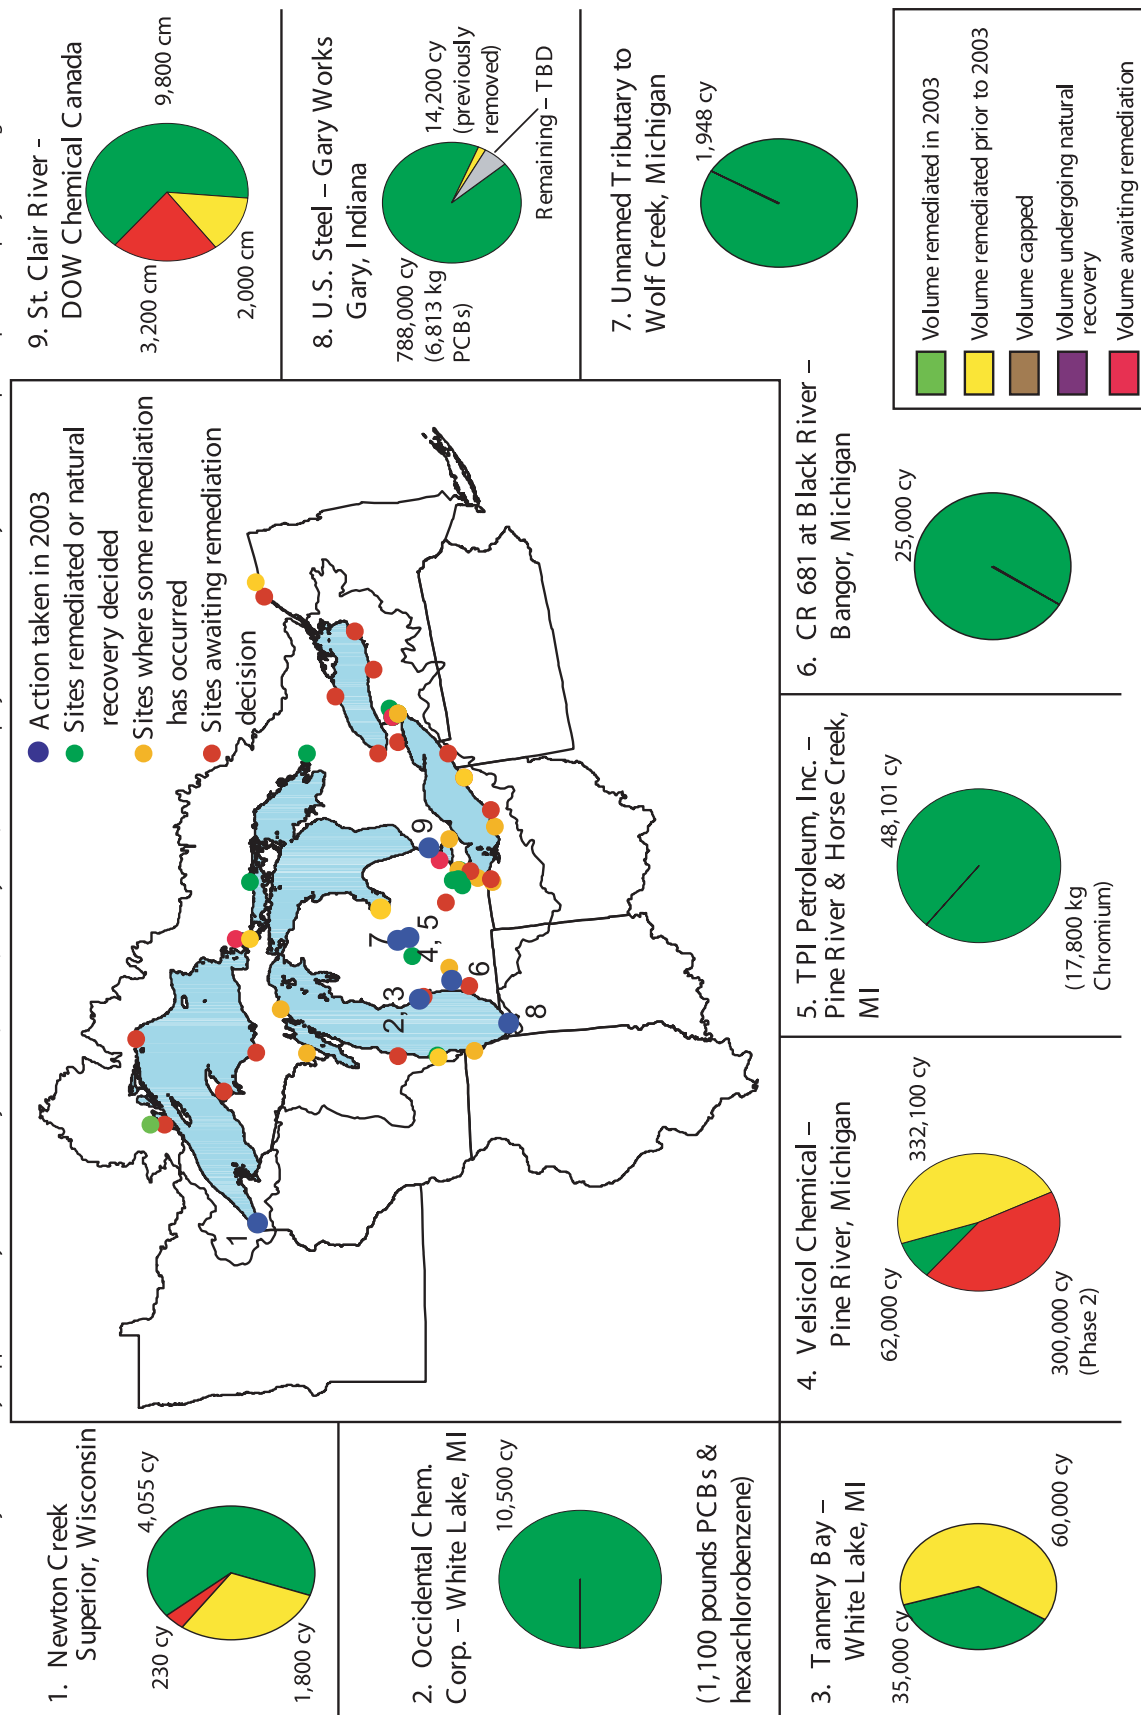 1. Newton Creek
Superior, Wisconsin
4,055 cy
230 cy
1,800 cy
2. Occidental Chem.
Corp. – White Lake, MI
10,500 cy
(1,100 pounds PCBs &
hexachlorobenzene)
3. Tannery Bay –
White Lake, MI
35,000 cy
60,000 cy
4. Velsicol Chemical –
Pine River, Michigan
62,000 cy
332,100 cy
300,000 cy
(Phase 2)
5. TPI Petroleum, Inc. –
Pine River & Horse Creek,
MI
48,101 cy
(17,800 kg
Chromium)
6. CR 681 at Black River –
Bangor, Michigan
25,000 cy
7. Unnamed Tributary to
Wolf Creek, Michigan
1,948 cy
8. U.S. Steel – Gary Works
Gary, Indiana
788,000 cy
(6,813 kg
PCBs)
14,200 cy
(previously
removed)
Remaining – TBD
9. St. Clair River -
DOW Chemical Canada
9,800 cm
3,200 cm
2,000 cm
Action taken in 2003
Sites remediated or natural
recovery decided
Sites where some remediation
has occurred
Sites awaiting remediation
decision
1
2, 3
4, 5
6
7
8
9
Volume remediated in 2003
Volume remediated prior to 2003
Volume capped
Volume undergoing natural
recovery
Volume awaiting remediation